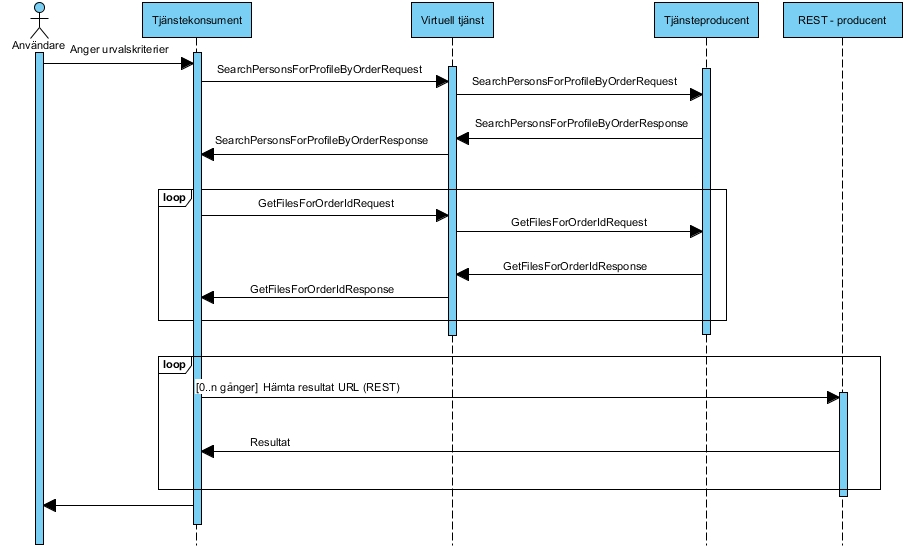 Tjänstekonsument
Virtuell tjänst
Tjänsteproducent
REST - producent
Användare
Anger urvalskriterier
SearchPersonsForProfileByOrderRequest
SearchPersonsForProfileByOrderRequest
SearchPersonsForProfileByOrderResponse
SearchPersonsForProfileByOrderResponse
loop
GetFilesForOrderIdRequest
GetFilesForOrderIdRequest
GetFilesForOrderIdResponse
GetFilesForOrderIdResponse
loop
[0..n gånger] Hämta resultat URL (REST)
Resultat